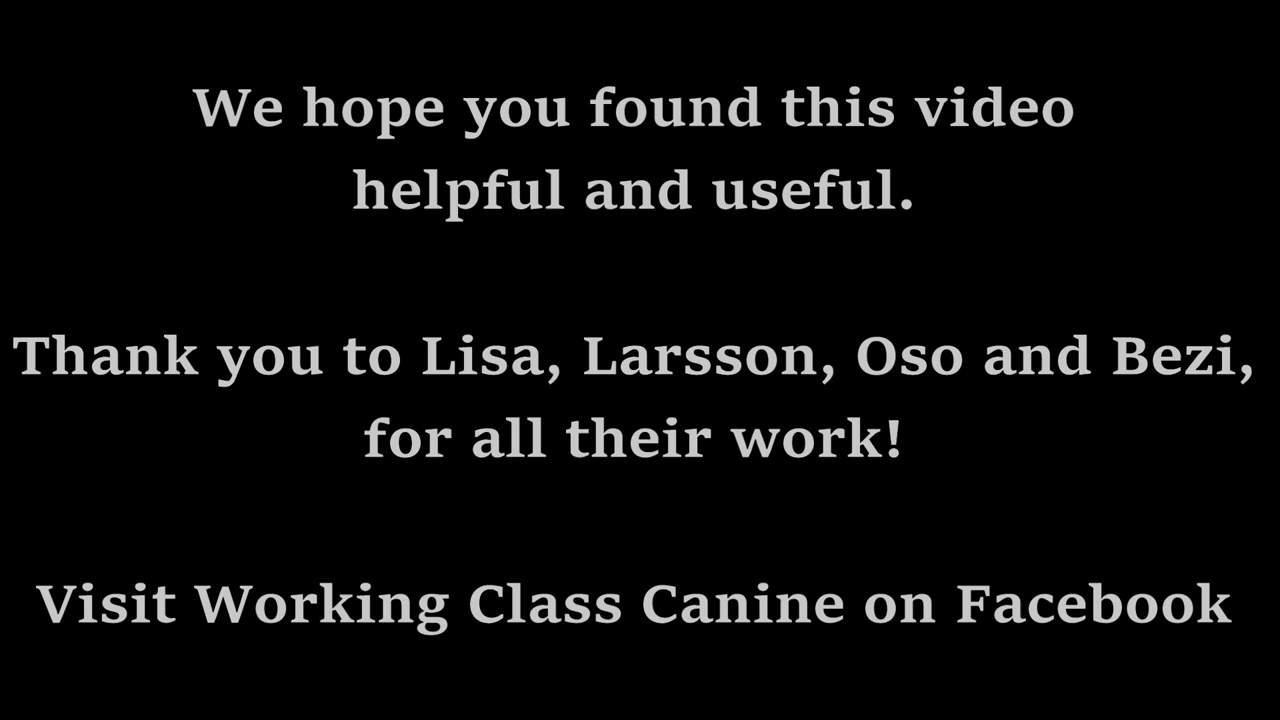 We hope you found this video
helpful and useful.
Thank you to Lisa, Larsson, Oso and Bezi,
for all their work!
Visit Working Class Canine on Facebook